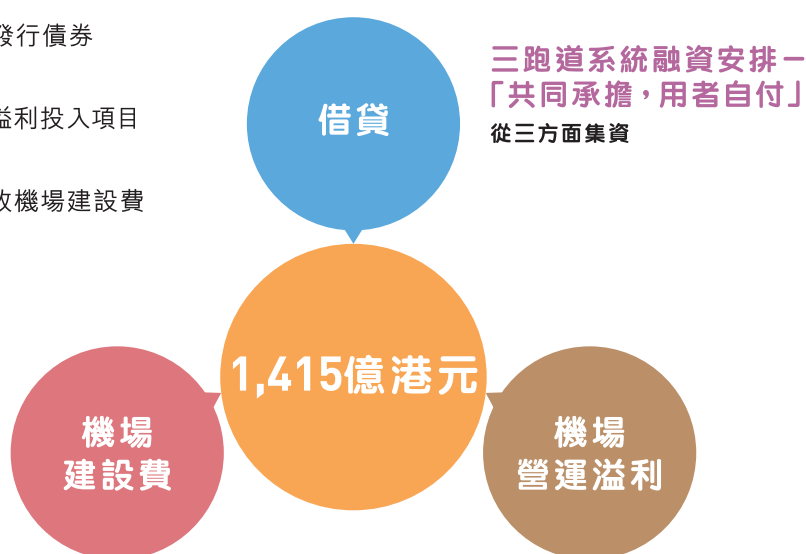 發行債券
溢利投入項目
收機場建設費
三跑道系統融資安排－
「共同承擔，用者自付」
從三方面集資
借貸
1,415億港元
機場
建設費
機場
營運溢利